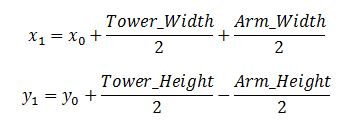 x₁ = x₀ + Tower_Width/2 + Arm_Width/2
y₁ = y₀ + Tower_Height/2 − Arm_Height/2